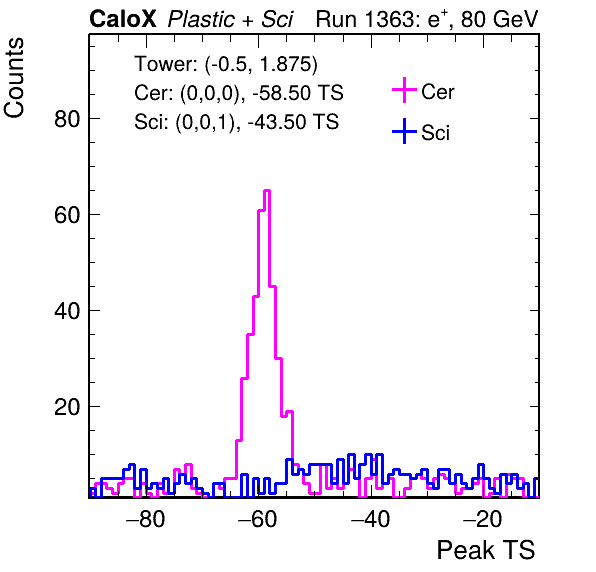 CaloX Plastic + Sci Run 1363: e⁺, 80 GeV
Counts
Tower: (-0.5, 1.875)
Cer: (0,0,0), -58.50 TS
Sci: (0,0,1), -43.50 TS
Cer
Sci
80
60
40
20
−80 −60 −40 −20
Peak TS